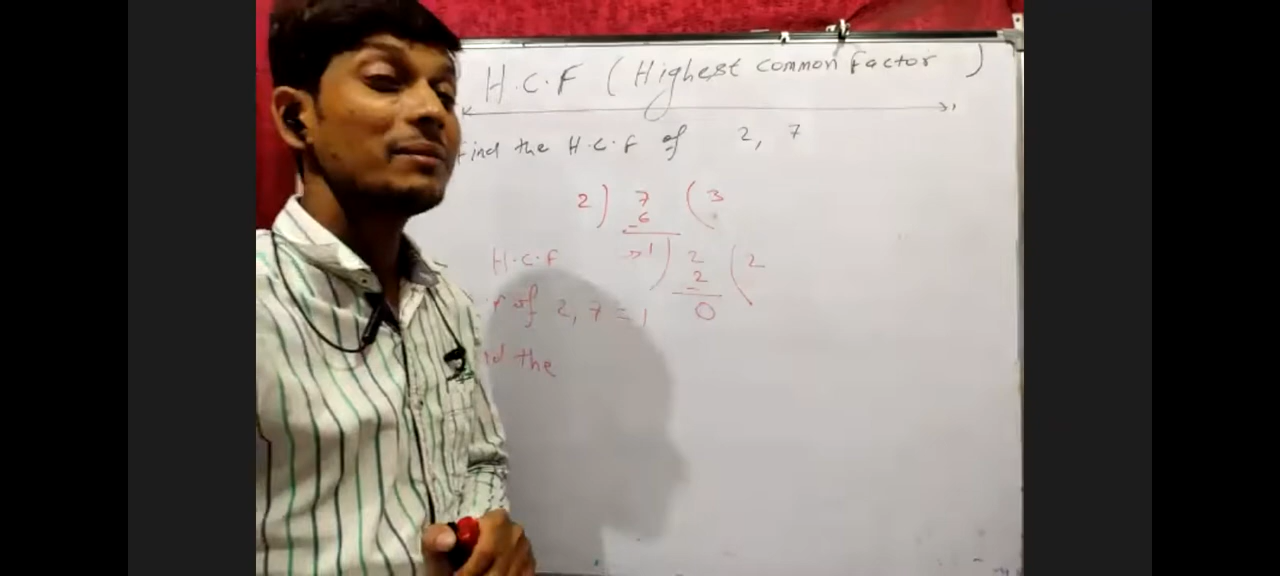 H.C.F ( Highest common factor )
Find the H.C.F of 2, 7
2 ) 7 ( 3
- 6
1 ) 2 ( 2
H.C.F
- 2
of 2, 7 = 1
0
the